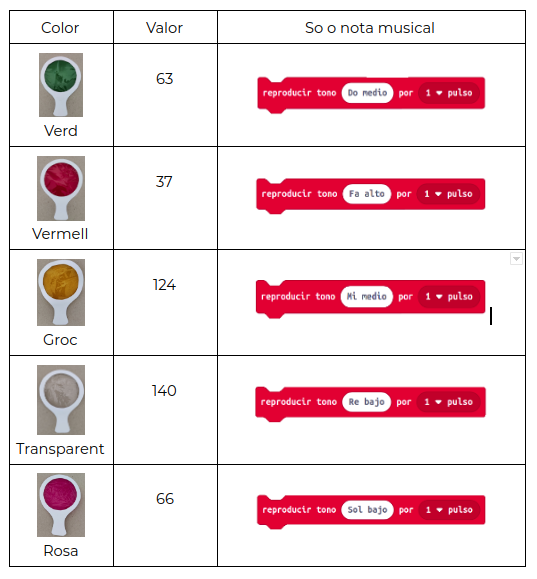 Color Valor So o nota musical
63 reproducir tono Do medio por 1 pulso
Verd
37 reproducir tono Fa alto por 1 pulso
Vermell
124 reproducir tono Mi medio por 1 pulso
Groc
140 reproducir tono Re bajo por 1 pulso
Transparent
66 reproducir tono Sol bajo por 1 pulso
Rosa